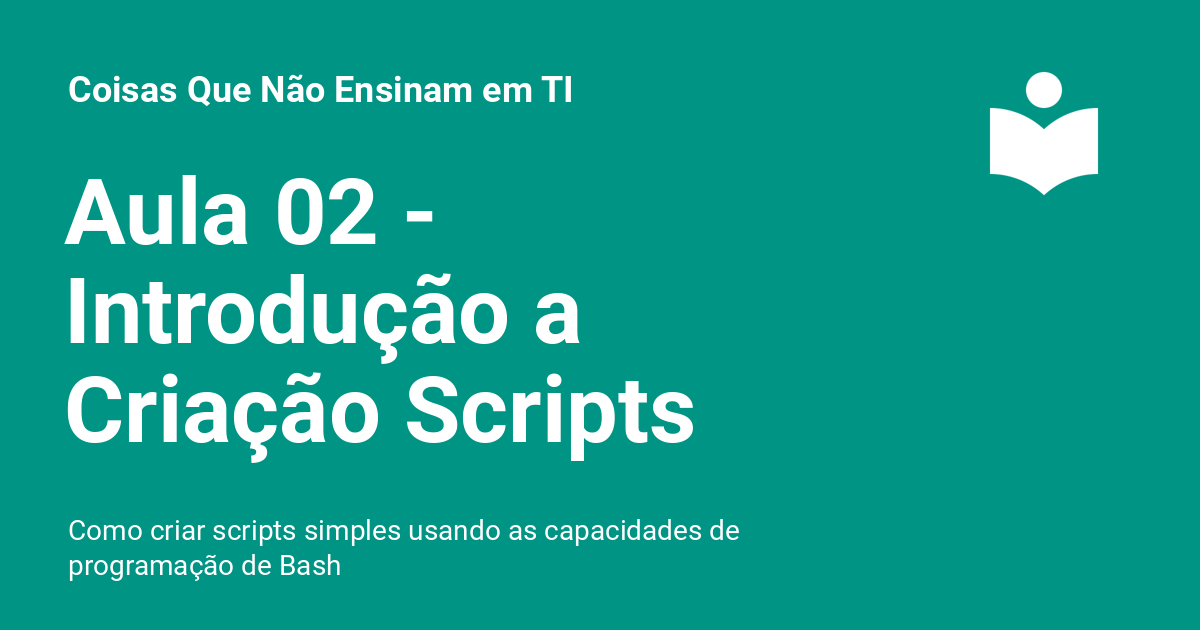 Coisas Que Não Ensinam em TI
Aula 02 -
Introdução a
Criação Scripts
Como criar scripts simples usando as capacidades de
programação de Bash